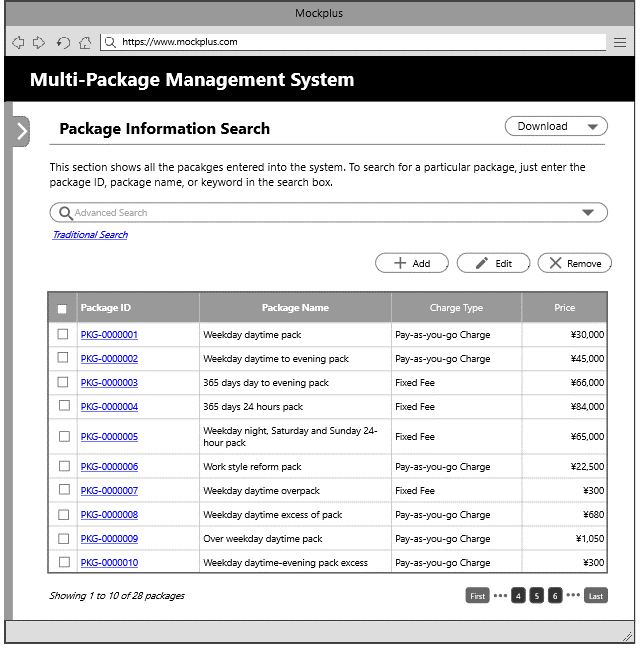 Mockplus
https://www.mockplus.com
Multi-Package Management System
Package Information Search
Download
This section shows all the pacakges entered into the system. To search for a particular package, just enter the
package ID, package name, or keyword in the search box.
Advanced Search
Traditional Search
Add Edit Remove
Package ID Package Name Charge Type Price
PKG-0000001 Weekday daytime pack Pay-as-you-go Charge ¥30,000
PKG-0000002 Weekday daytime to evening pack Pay-as-you-go Charge ¥45,000
PKG-0000003 365 days day to evening pack Fixed Fee ¥66,000
PKG-0000004 365 days 24 hours pack Fixed Fee ¥84,000
PKG-0000005 Weekday night, Saturday and Sunday 24-
hour pack Fixed Fee ¥65,000
PKG-0000006 Work style reform pack Pay-as-you-go Charge ¥22,500
PKG-0000007 Weekday daytime overpack Fixed Fee ¥300
PKG-0000008 Weekday daytime excess of pack Pay-as-you-go Charge ¥680
PKG-0000009 Over weekday daytime pack Pay-as-you-go Charge ¥1,050
PKG-0000010 Weekday daytime-evening pack excess Pay-as-you-go Charge ¥300
Showing 1 to 10 of 28 packages
First ••• 4 5 6 ••• Last